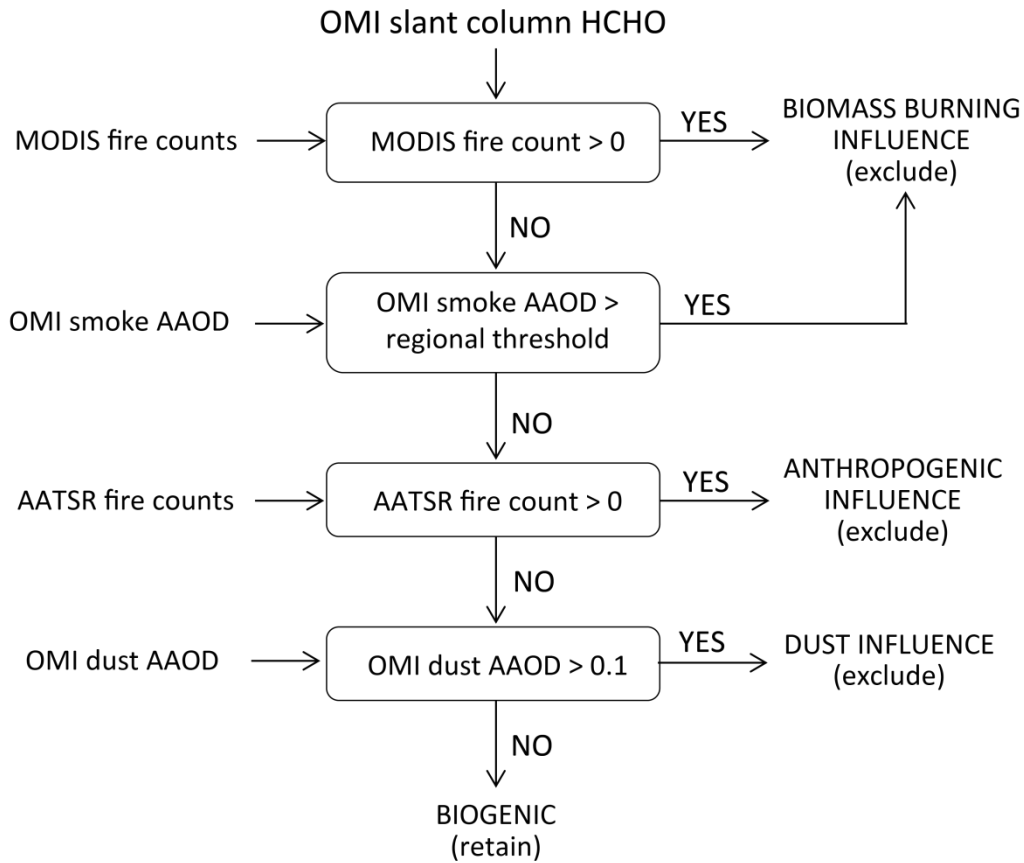 OMI slant column HCHO
MODIS fire counts
MODIS fire count > 0
YES
BIOMASS BURNING
INFLUENCE
(exclude)
NO
OMI smoke AAOD
OMI smoke AAOD >
regional threshold
YES
NO
AATSR fire counts
AATSR fire count > 0
YES
ANTHROPOGENIC
INFLUENCE
(exclude)
NO
OMI dust AAOD
OMI dust AAOD > 0.1
YES
DUST INFLUENCE
(exclude)
NO
BIOGENIC
(retain)